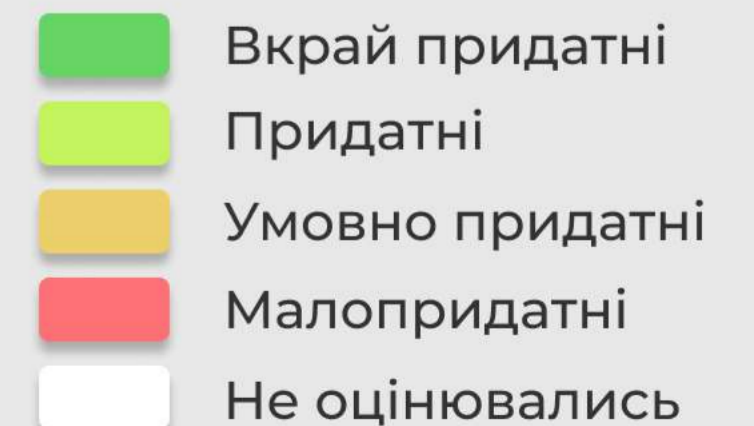 Вкрай придатні
Придатні
Умовно придатні
Малопридатні
Не оцінювались